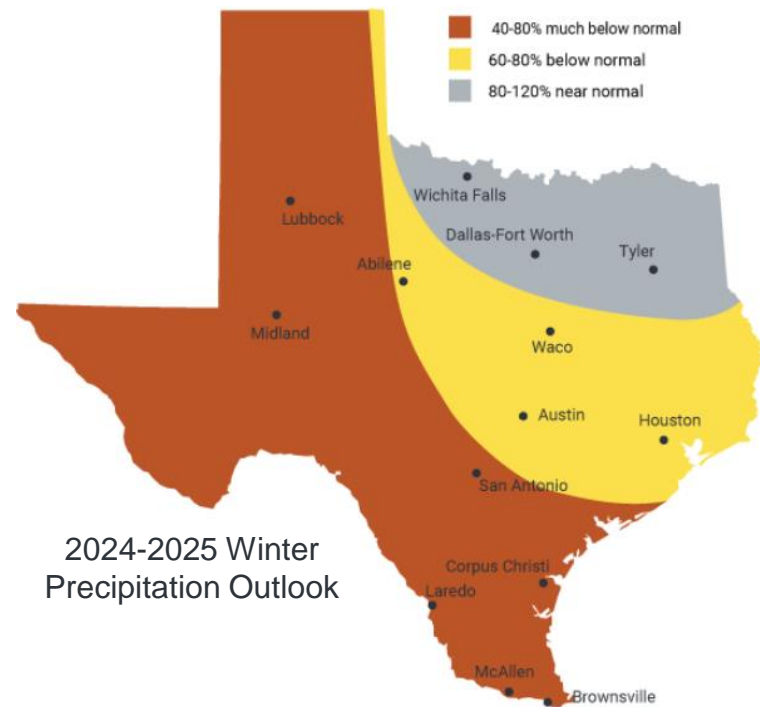 40-80% much below normal
60-80% below normal
80-120% near normal
Wichita Falls
Lubbock
Dallas-Fort Worth
Tyler
Abilene
Midland
Waco
Austin
Houston
San Antonio
2024-2025 Winter
Precipitation Outlook
Corpus Christi
Laredo
McAllen
Brownsville